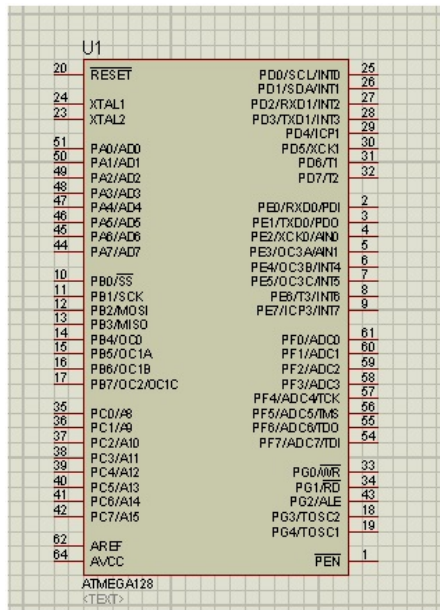 U1
20 RESET PD0/SCL/INT0 25
PD1/SDA/INT1 26
24 XTAL1 PD2/RXD1/INT2 27
23 XTAL2 PD3/TXD1/INT3 28
PD4/ICP1 29
51 PA0/AD0 PD5/XCK1 30
50 PA1/AD1 PD6/T1 31
49 PA2/AD2 PD7/T2 32
48 PA3/AD3
47 PA4/AD4 PE0/RXD0/PDI 2
46 PA5/AD5 PE1/TXD0/PDO 3
45 PA6/AD6 PE2/XCK0/AIN0 4
44 PA7/AD7 PE3/OC3A/AIN1 5
PE4/OC3B/INT4 6
10 PB0/SS PE5/OC3C/INT5 7
11 PB1/SCK PE6/T3/INT6 8
12 PB2/MOSI PE7/ICP3/INT7 9
13 PB3/MISO
14 PB4/OC0 PF0/ADC0 61
15 PB5/OC1A PF1/ADC1 60
16 PB6/OC1B PF2/ADC2 59
17 PB7/OC2/OC1C PF3/ADC3 58
PF4/ADC4/TCK 57
35 PC0/A8 PF5/ADC5/TMS 56
36 PC1/A9 PF6/ADC6/TDO 55
37 PC2/A10 PF7/ADC7/TDI 54
38 PC3/A11
39 PC4/A12 PG0/WR 33
40 PC5/A13 PG1/RD 34
41 PC6/A14 PG2/ALE 43
42 PC7/A15 PG3/TOSC2 18
PG4/TOSC1 19
62 AREF
64 AVCC PEN 1
ATMEGA128
<TEXT>